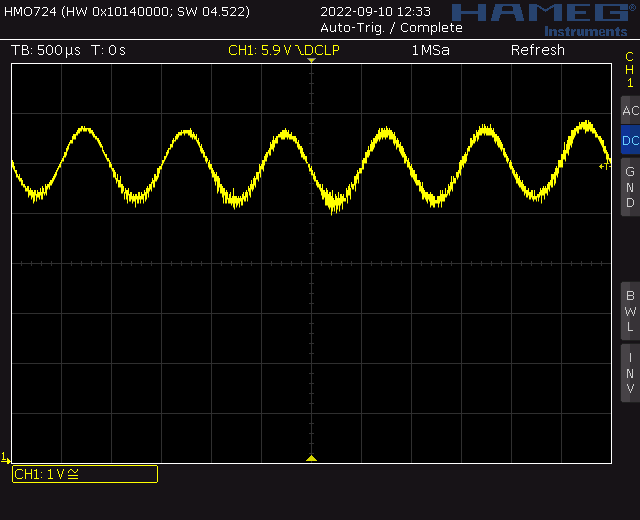 HMO724 (HW 0x10140000; SW 04.522)
2022-09-10 12:33
Auto-Trig. / Complete
HAMEG®
Instruments
TB: 500µs T: 0s CH1: 5.9 V \DCLP 1MSa Refresh
CH1
AC
DC
GND
BWL
INV
T
1
CH1: 1 V≅